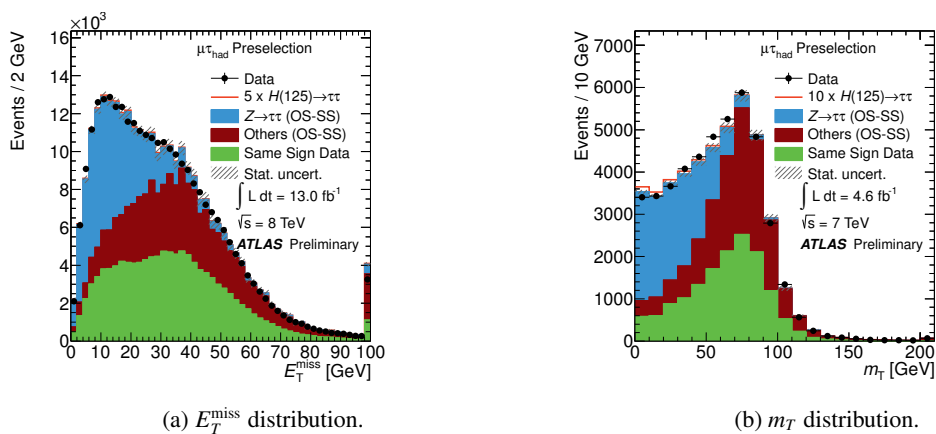 ×10³
Events / 2 GeV
16
14
12
10
8
6
4
2
0
0 10 20 30 40 50 60 70 80 90 100
E_T^miss [GeV]
μτ_had Preselection
Data
5 x H(125)→ττ
Z→ττ (OS-SS)
Others (OS-SS)
Same Sign Data
Stat. uncert.
∫ L dt = 13.0 fb⁻¹
√s = 8 TeV
ATLAS Preliminary
(a) E_T^miss distribution.
Events / 10 GeV
7000
6000
5000
4000
3000
2000
1000
0
0 50 100 150 200
m_T [GeV]
μτ_had Preselection
Data
10 x H(125)→ττ
Z→ττ (OS-SS)
Others (OS-SS)
Same Sign Data
Stat. uncert.
∫ L dt = 4.6 fb⁻¹
√s = 7 TeV
ATLAS Preliminary
(b) m_T distribution.